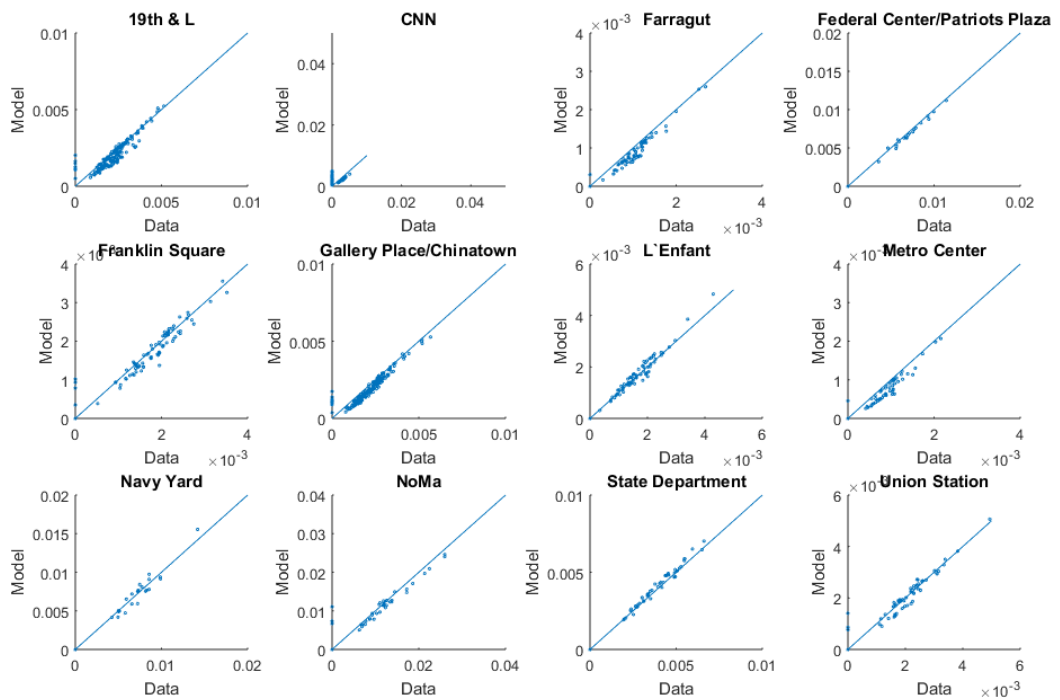 19th & L
CNN
Farragut
Federal Center/Patriots Plaza
0.01
0.005
0
Model
0 0.005 0.01
Data
0.04
0.02
0
Model
0 0.02 0.04
Data
× 10⁻³
4
3
2
1
0
Model
0 2 4
Data
× 10⁻³
0.02
0.015
0.01
0.005
0
Model
0 0.01 0.02
Data
Franklin Square
Gallery Place/Chinatown
L`Enfant
Metro Center
4
3
2
1
0
Model
0 2 4
Data
× 10⁻³
0.01
0.005
0
Model
0 0.005 0.01
Data
× 10⁻³
6
4
2
0
Model
0 2 4 6
Data
× 10⁻³
4
3
2
1
0
Model
0 2 4
Data
× 10⁻³
Navy Yard
NoMa
State Department
Union Station
0.02
0.015
0.01
0.005
0
Model
0 0.01 0.02
Data
0.04
0.03
0.02
0.01
0
Model
0 0.02 0.04
Data
0.01
0.005
0
Model
0 0.005 0.01
Data
6
4
2
0
Model
0 2 4 6
Data
× 10⁻³